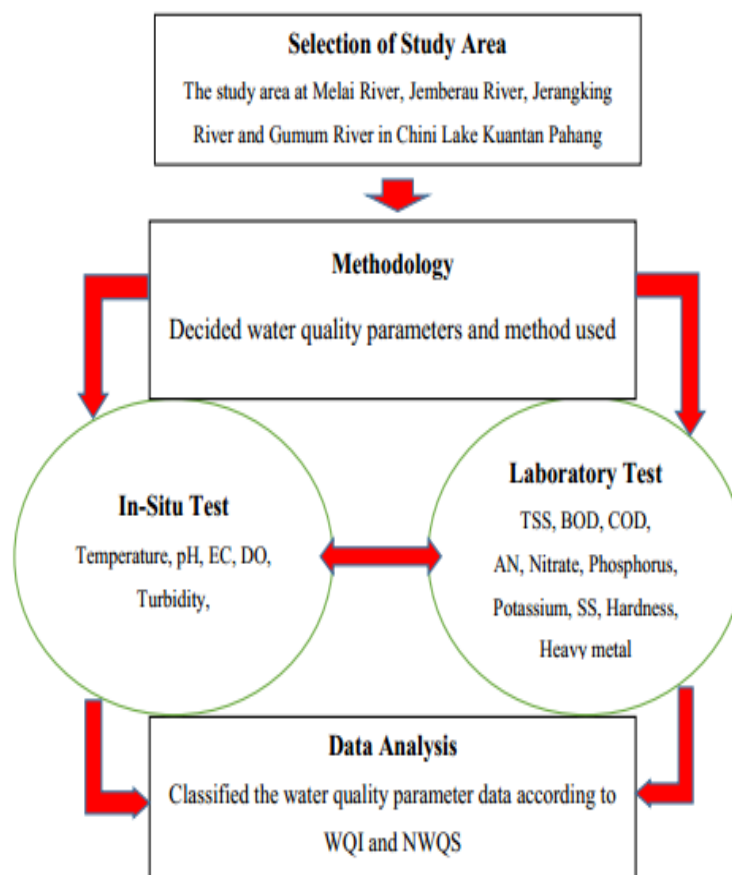 Selection of Study Area
The study area at Melai River, Jemberau River, Jerangking
River and Gumum River in Chini Lake Kuantan Pahang
Methodology
Decided water quality parameters and method used
In-Situ Test
Temperature, pH, EC, DO,
Turbidity,
Laboratory Test
TSS, BOD, COD,
AN, Nitrate, Phosphorus,
Potassium, SS, Hardness,
Heavy metal
Data Analysis
Classified the water quality parameter data according to
WQI and NWQS